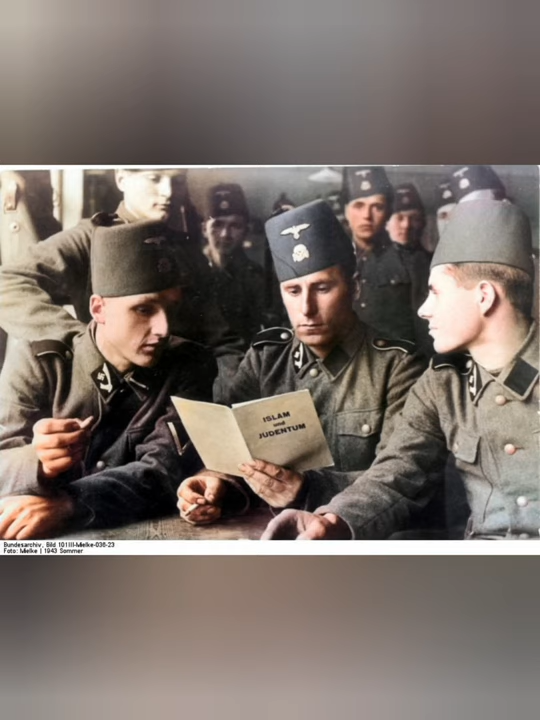 ISLAM
und
JUDENTUM
Bundesarchiv, Bild 101III-Mielke-036-23
Foto: Mielke | 1943 Sommer